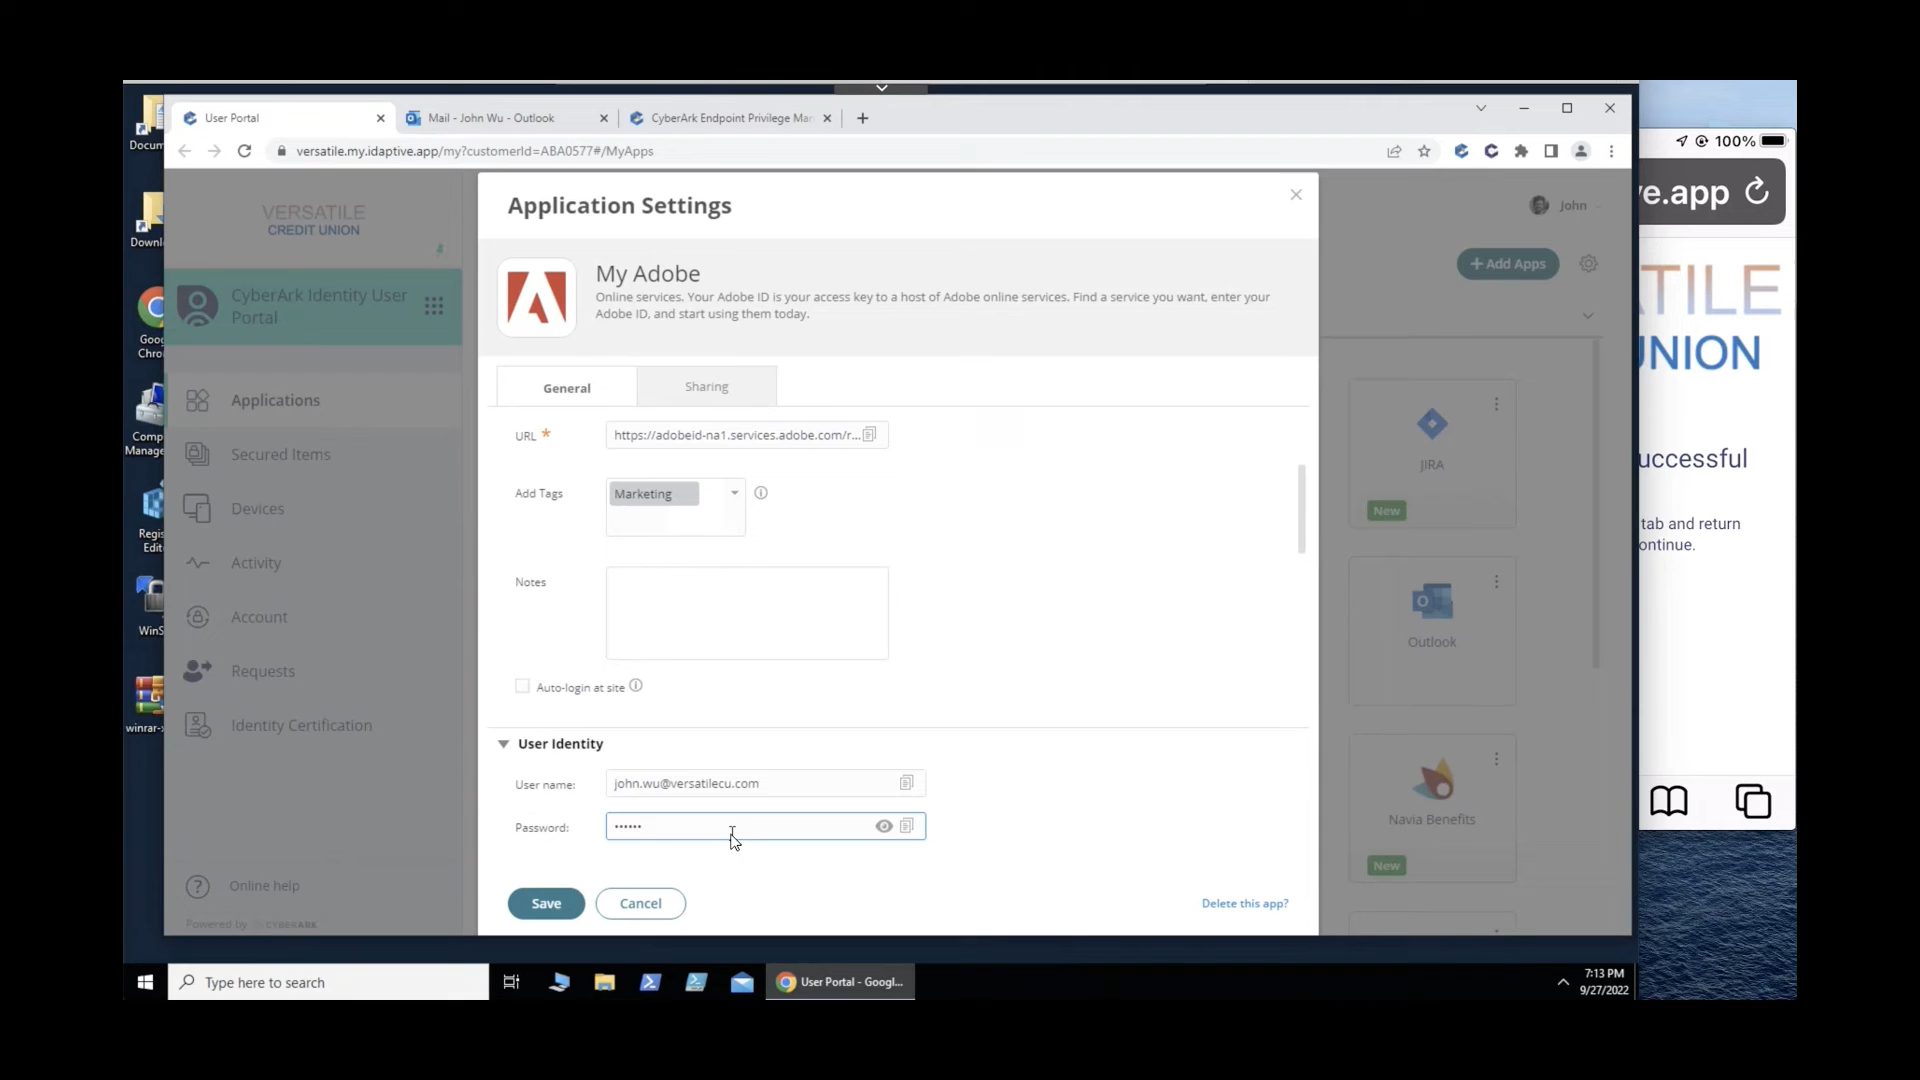 User Portal
Mail - John Wu - Outlook
CyberArk Endpoint Privilege Man
versatile.my.idaptive.app/my?customerId=ABA0577#/MyApps
VERSATILE
CREDIT UNION
CyberArk Identity User
Portal
Applications
Secured Items
Devices
Activity
Account
Requests
Identity Certification
Online help
Powered by CYBERARK
Application Settings
My Adobe
Online services. Your Adobe ID is your access key to a host of Adobe online services. Find a service you want, enter your
Adobe ID, and start using them today.
General
Sharing
URL *
https://adobeid-na1.services.adobe.com/r...
Add Tags
Marketing
Notes
Auto-login at site
User Identity
User name:
john.wu@versatilecu.com
Password:
••••••
Save
Cancel
Delete this app?
John
+ Add Apps
JIRA
New
Outlook
Navia Benefits
New
Docum
Downl
Goog
Chro
Comp
Manage
Regis
Edit
WinS
winrar-x
100%
ve.app
TILE
UNION
uccessful
tab and return
ontinue.
Type here to search
User Portal - Googl...
7:13 PM
9/27/2022